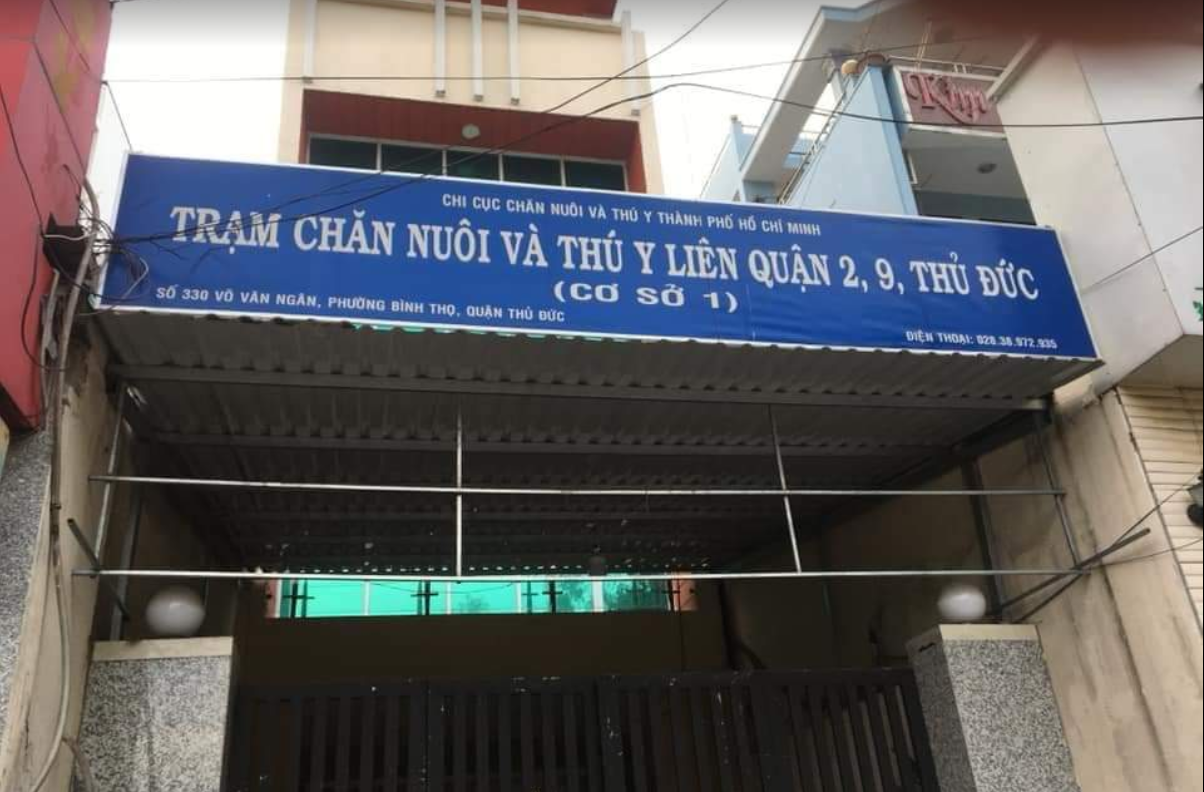 Kim
CHI CỤC CHĂN NUÔI VÀ THÚ Y THÀNH PHỐ HỒ CHÍ MINH
TRẠM CHĂN NUÔI VÀ THÚ Y LIÊN QUẬN 2, 9, THỦ ĐỨC
(CƠ SỞ 1)
SỐ 330 VÕ VĂN NGÂN, PHƯỜNG BÌNH THỌ, QUẬN THỦ ĐỨC
ĐIỆN THOẠI: 028.38.972.935